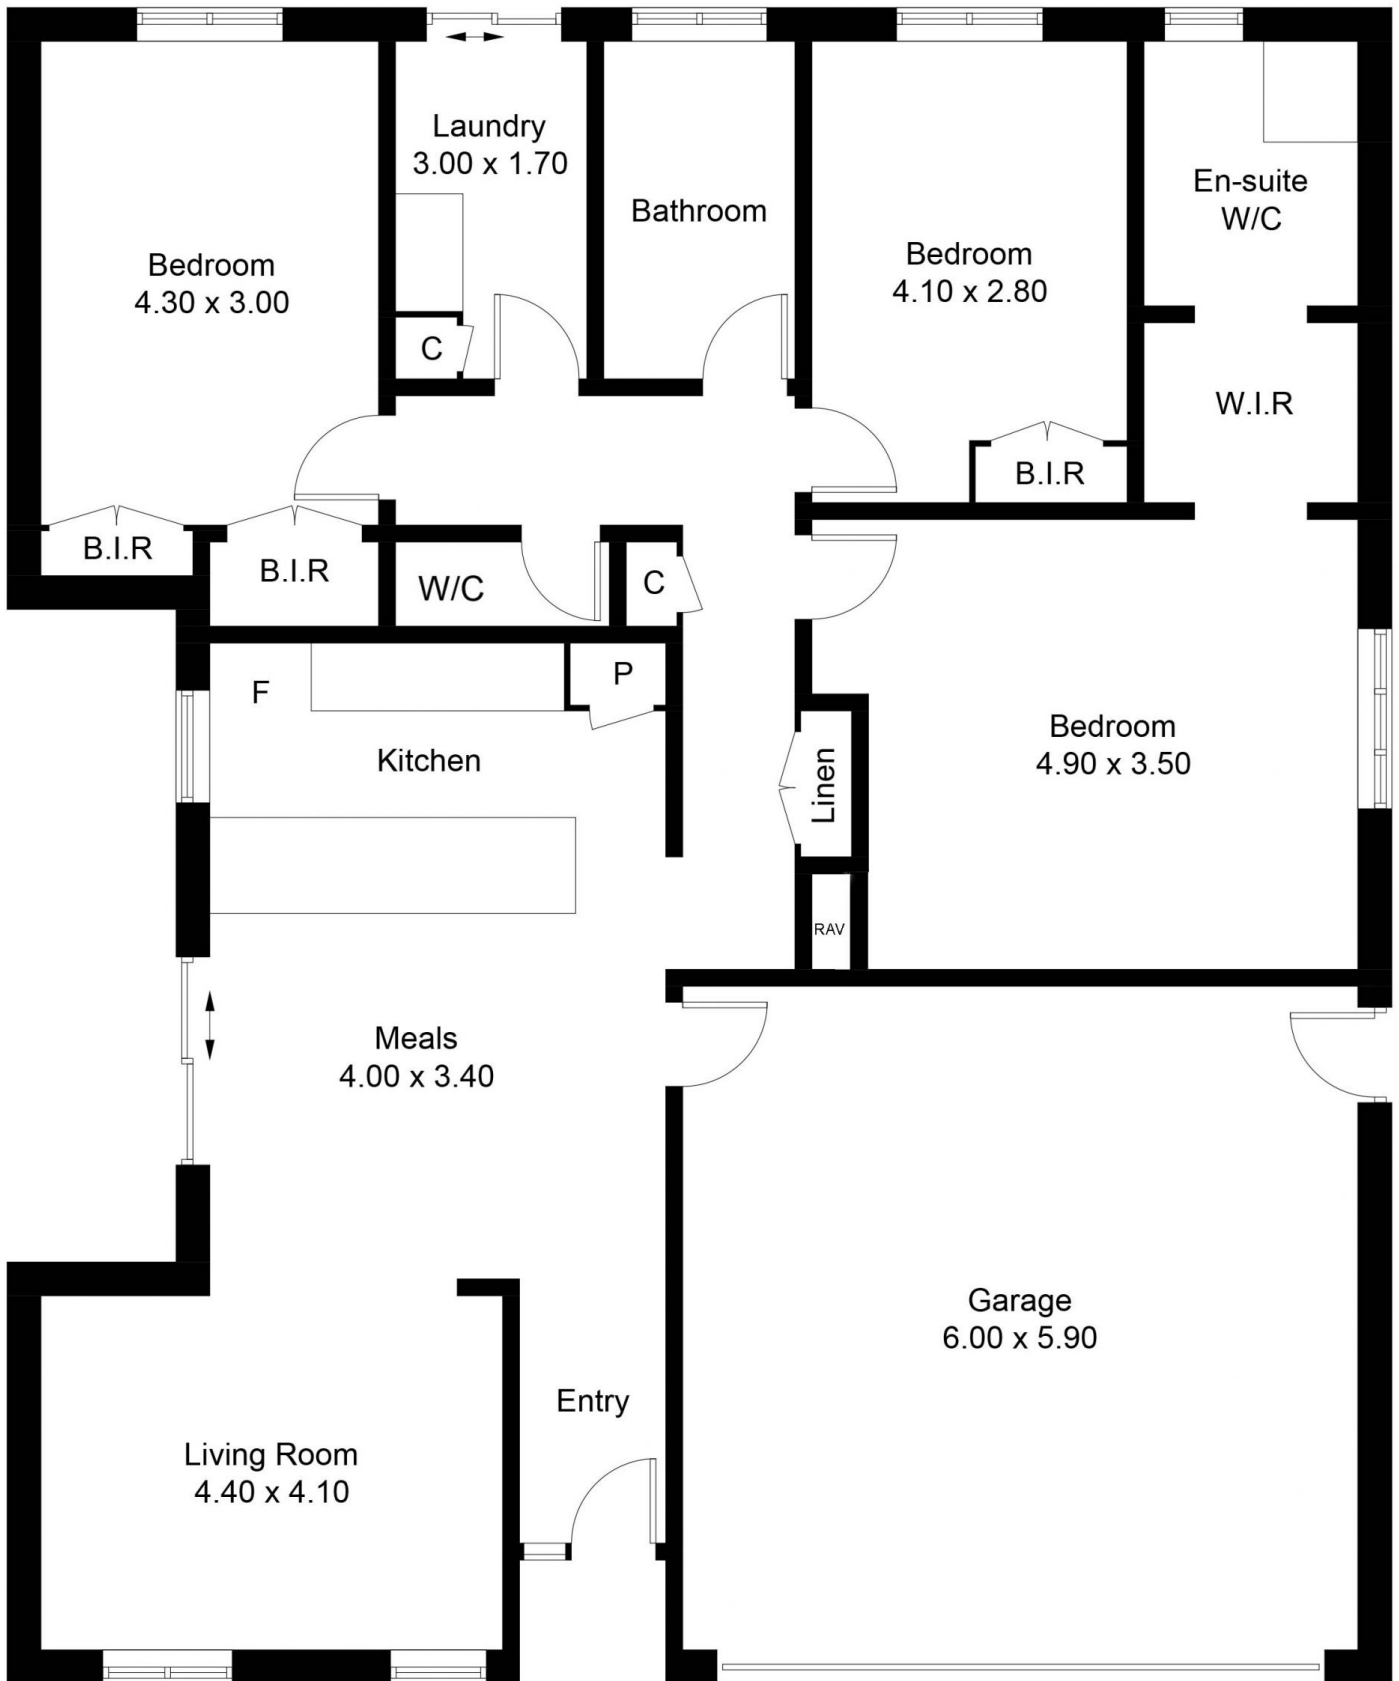 Laundry
3.00 x 1.70
Bathroom
En-suite
W/C
Bedroom
4.30 x 3.00
Bedroom
4.10 x 2.80
C
W.I.R
B.I.R
B.I.R
B.I.R
W/C
C
F
P
Kitchen
Bedroom
4.90 x 3.50
Linen
RAV
Meals
4.00 x 3.40
Garage
6.00 x 5.90
Entry
Living Room
4.40 x 4.10